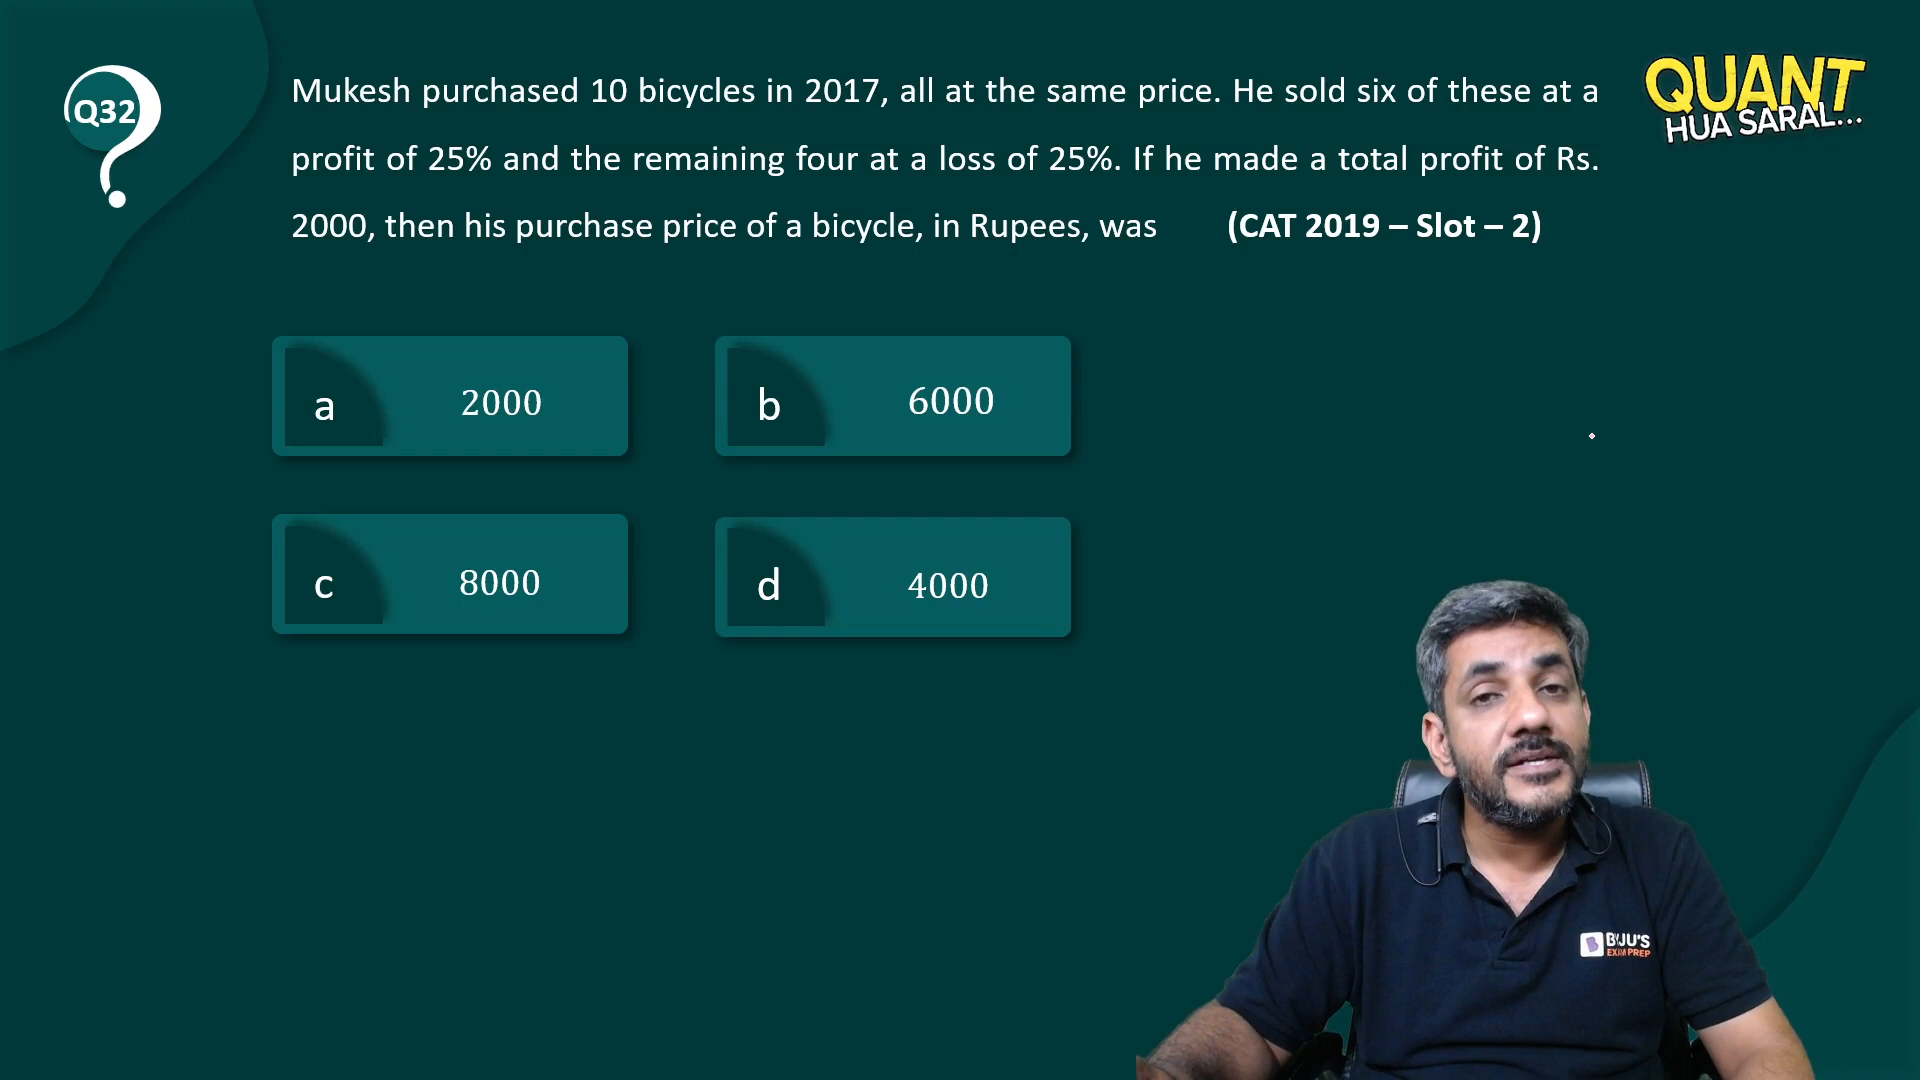 Q32
Mukesh purchased 10 bicycles in 2017, all at the same price. He sold six of these at a
profit of 25% and the remaining four at a loss of 25%. If he made a total profit of Rs.
2000, then his purchase price of a bicycle, in Rupees, was (CAT 2019 – Slot – 2)
QUANT
HUA SARAL...
a 2000
b 6000
c 8000
d 4000
BYJU'S
EXAM PREP